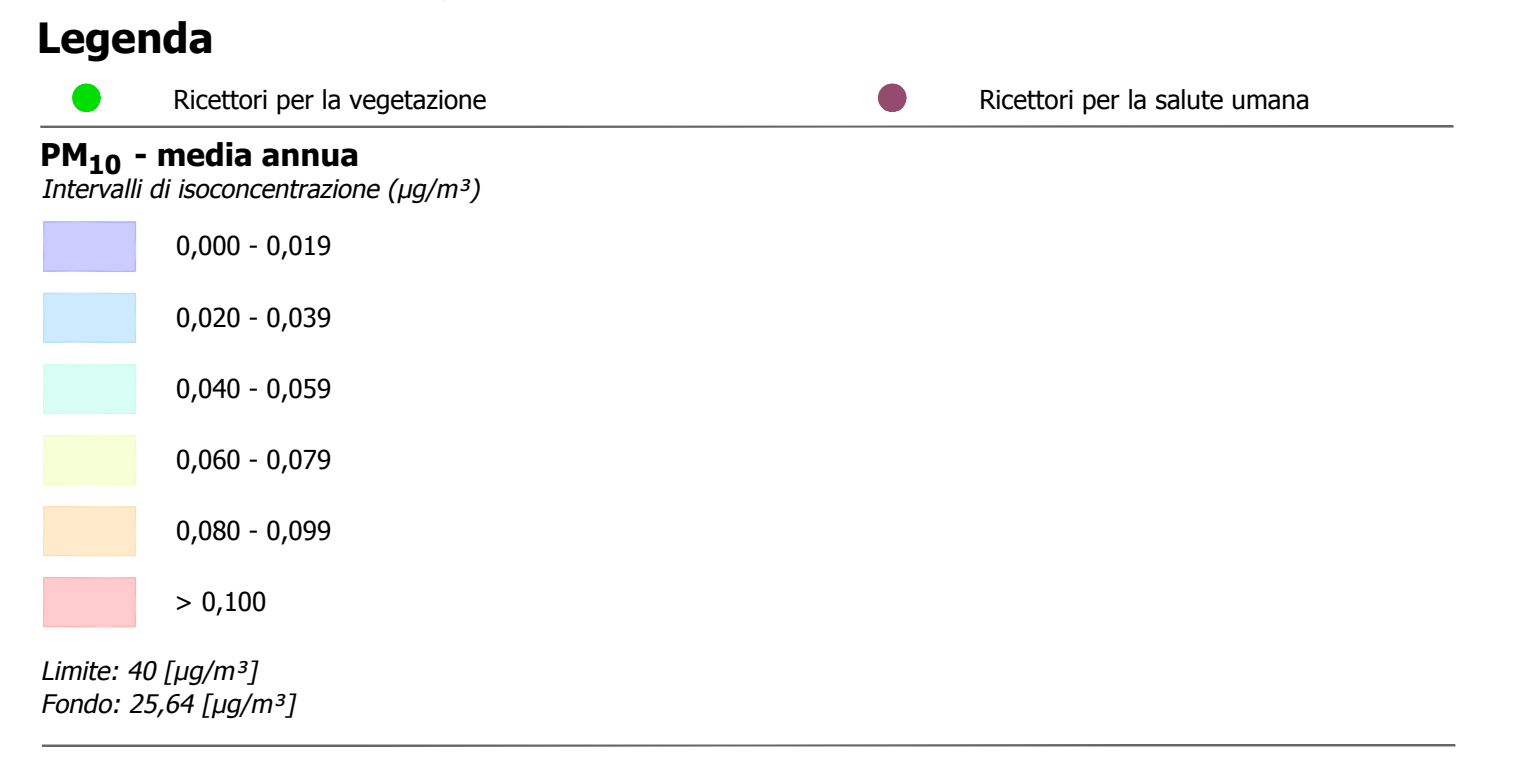 Legenda
Ricettori per la vegetazione
Ricettori per la salute umana
PM₁₀ - media annua
Intervalli di isoconcentrazione (µg/m³)
0,000 - 0,019
0,020 - 0,039
0,040 - 0,059
0,060 - 0,079
0,080 - 0,099
> 0,100
Limite: 40 [µg/m³]
Fondo: 25,64 [µg/m³]